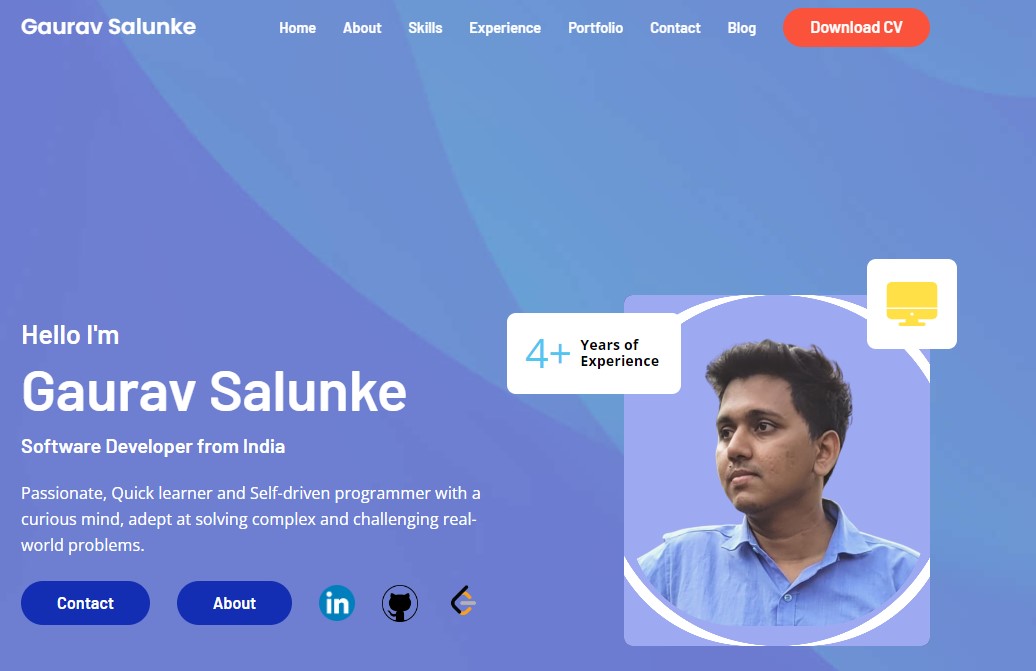 Gaurav Salunke
Home About Skills Experience Portfolio Contact Blog Download CV
Hello I'm
Gaurav Salunke
Software Developer from India
Passionate, Quick learner and Self-driven programmer with a
curious mind, adept at solving complex and challenging real-
world problems.
Contact About in
4+ Years of
Experience